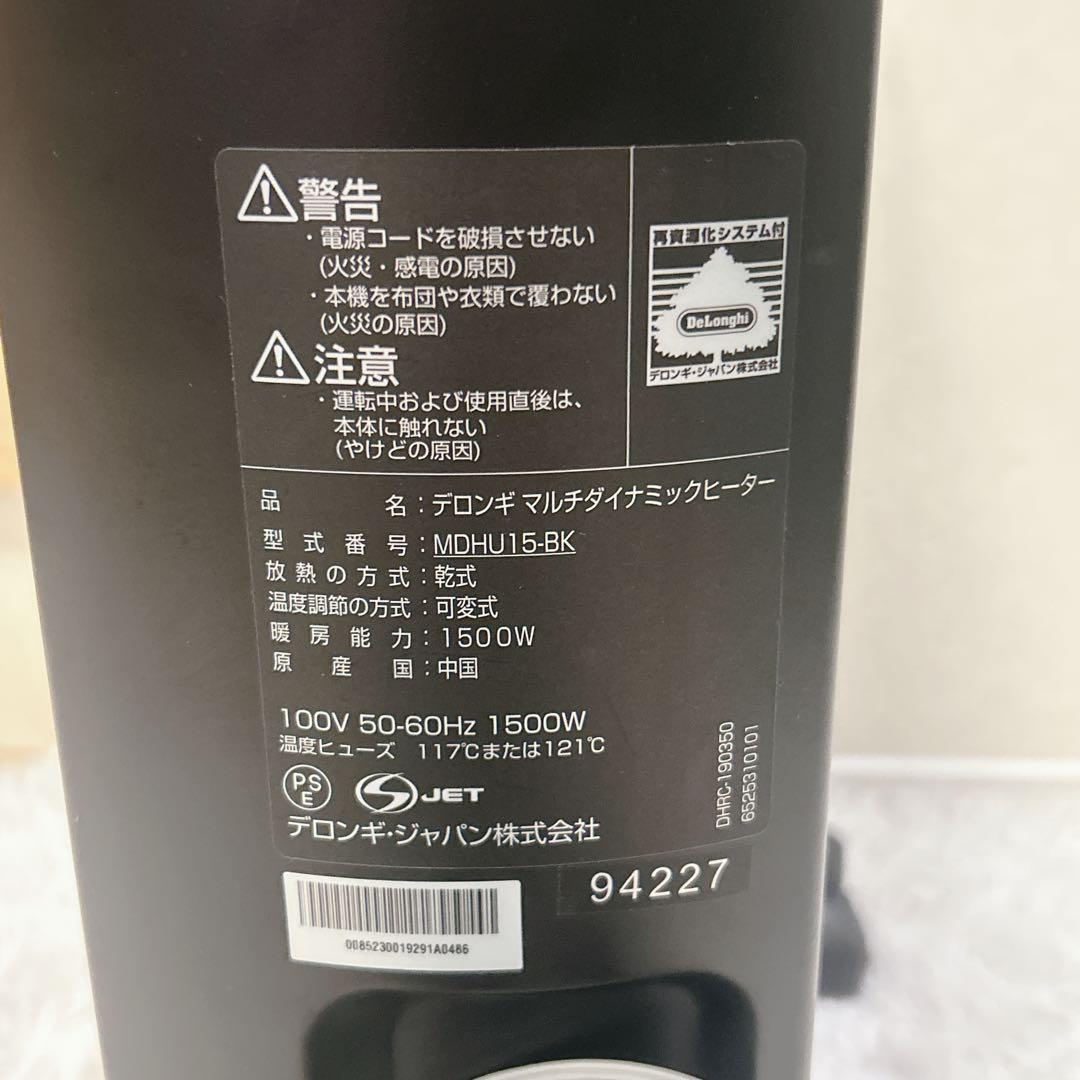 警告
・電源コードを破損させない
(火災・感電の原因)
・本機を布団や衣類で覆わない
(火災の原因)
注意
・運転中および使用直後は、
本体に触れない
(やけどの原因)
再資源化システム付
DeLonghi
デロンギ・ジャパン株式会社
品名：デロンギ マルチダイナミックヒーター
型式番号：MDHU15-BK
放熱の方式：乾式
温度調節の方式：可変式
暖房能力：1500W
原産国：中国
100V 50-60Hz 1500W
温度ヒューズ 117℃または121℃
PS
E
JET
デロンギ・ジャパン株式会社
DHRC-190350
6525310101
94227
0085230019291A0486